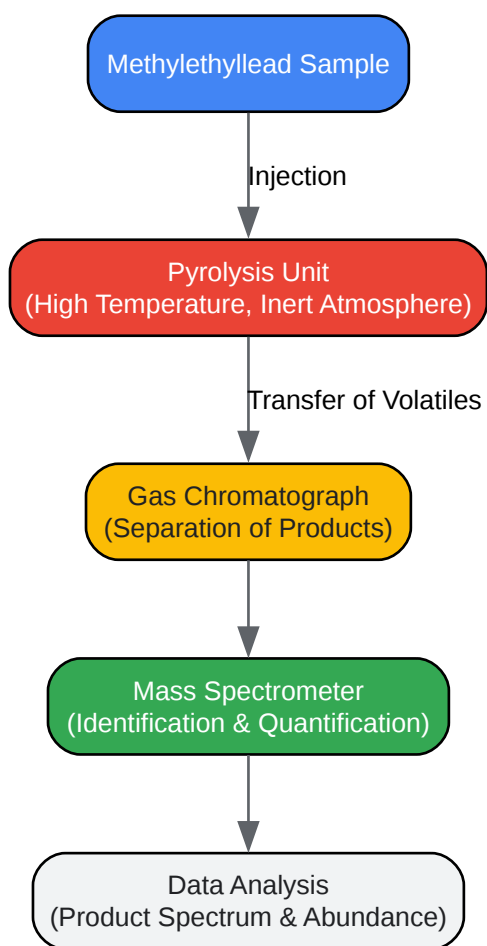 Methylethyllead Sample
Injection
Pyrolysis Unit
(High Temperature, Inert Atmosphere)
Transfer of Volatiles
Gas Chromatograph
(Separation of Products)
Mass Spectrometer
(Identification & Quantification)
Data Analysis
(Product Spectrum & Abundance)